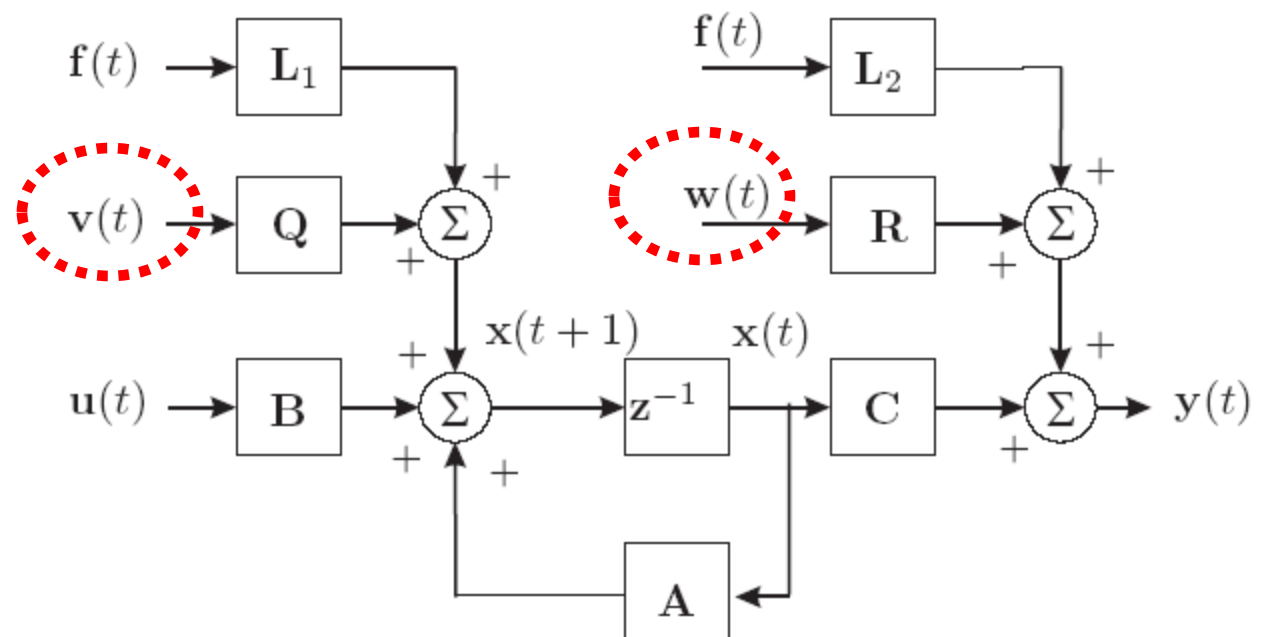 f(t) L₁ f(t) L₂
+ +
v(t) Q Σ w(t) R Σ
+ +
x(t + 1) x(t)
+ +
u(t) B Σ z⁻¹ C Σ y(t)
+ + +
A